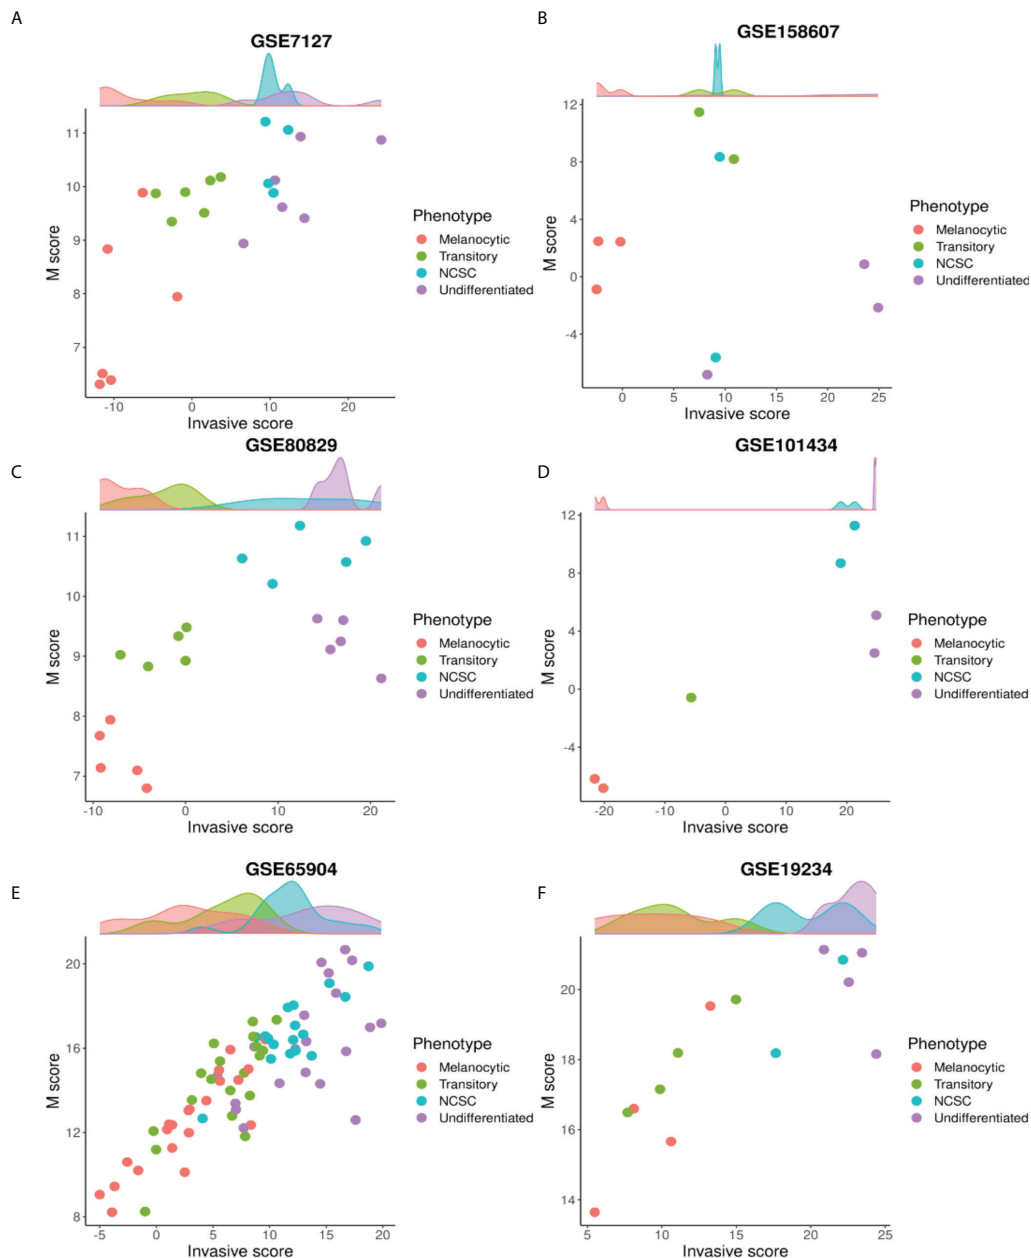 A
GSE7127
11
10
9
8
7
M score
-10 0 10 20
Invasive score
Phenotype
Melanocytic
Transitory
NCSC
Undifferentiated
B
GSE158607
12
8
4
0
-4
M score
0 5 10 15 20 25
Invasive score
Phenotype
Melanocytic
Transitory
NCSC
Undifferentiated
C
GSE80829
11
10
9
8
7
M score
-10 0 10 20
Invasive score
Phenotype
Melanocytic
Transitory
NCSC
Undifferentiated
D
GSE101434
12
8
4
0
-4
M score
-20 -10 0 10 20
Invasive score
Phenotype
Melanocytic
Transitory
NCSC
Undifferentiated
E
GSE65904
20
16
12
8
M score
-5 0 5 10 15 20
Invasive score
Phenotype
Melanocytic
Transitory
NCSC
Undifferentiated
F
GSE19234
20
18
16
14
M score
5 10 15 20
Invasive score
Phenotype
Melanocytic
Transitory
NCSC
Undifferentiated